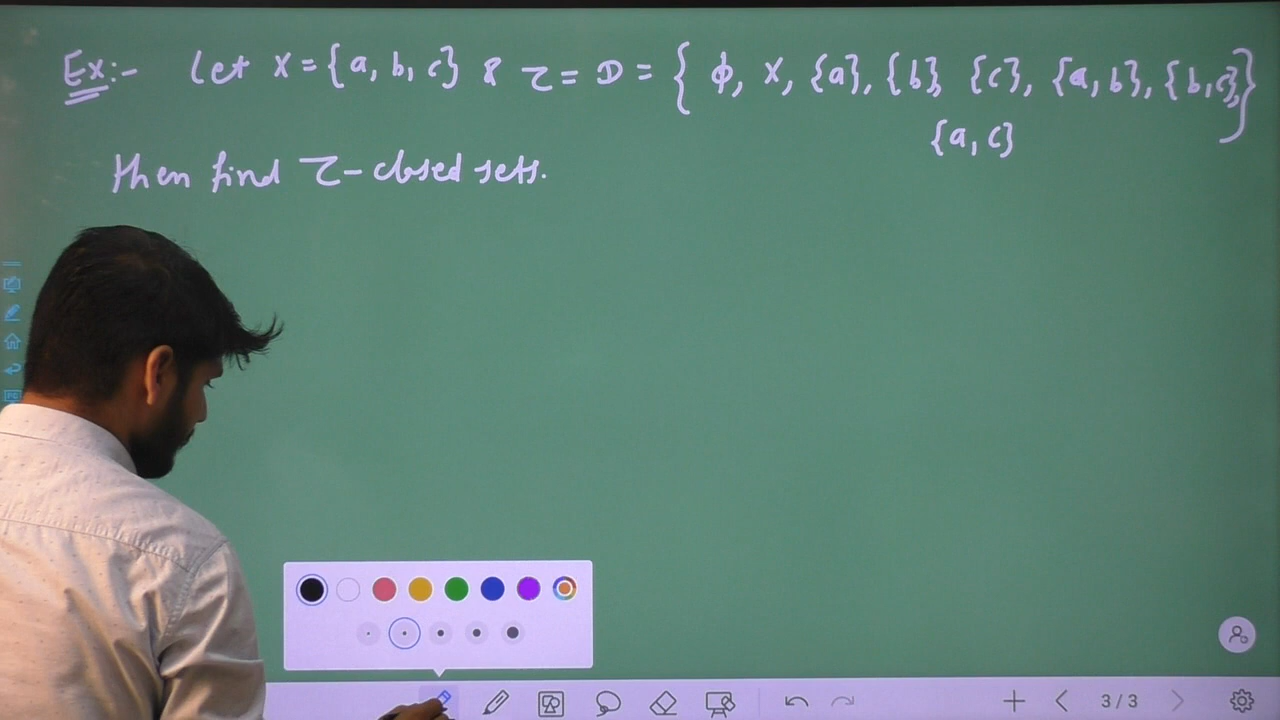 Ex:- Let X = {a, b, c} & τ = D = { ϕ, X, {a}, {b}, {c}, {a, b}, {b, c},
{a, c} }
then find τ-closed sets.
3/3